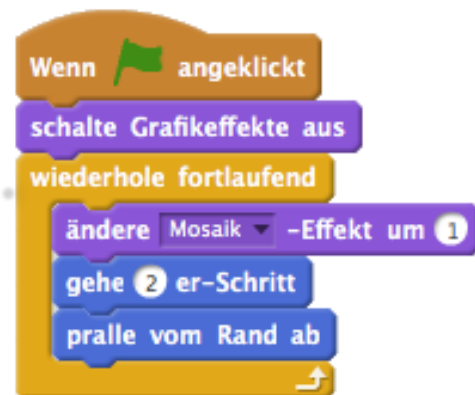 Wenn angeklickt
schalte Grafikeffekte aus
wiederhole fortlaufend
ändere Mosaik -Effekt um 1
gehe 2 er-Schritt
pralle vom Rand ab